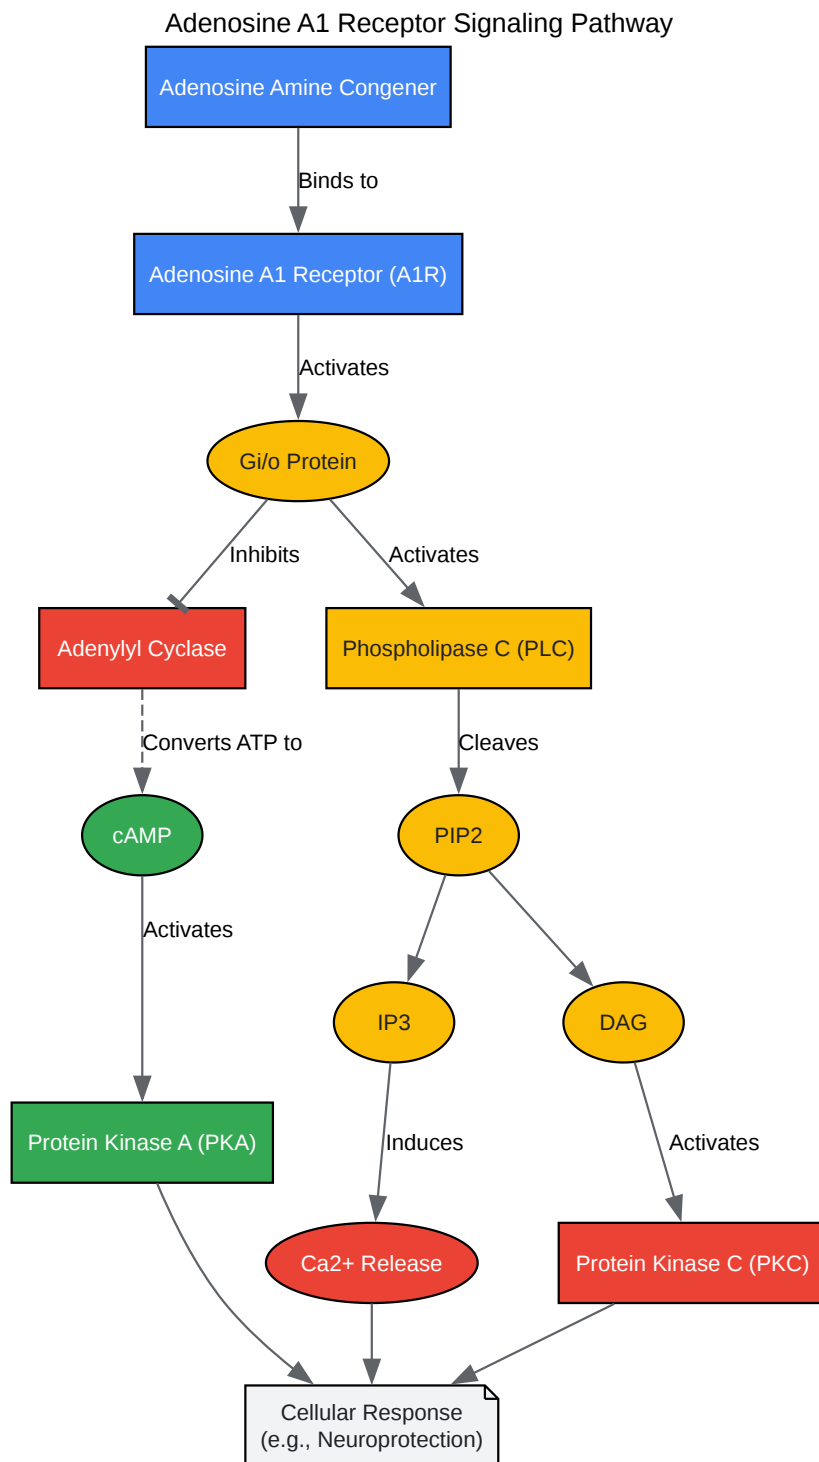 Adenosine A1 Receptor Signaling Pathway
Adenosine Amine Congener
Binds to
Adenosine A1 Receptor (A1R)
Activates
Gi/o Protein
Inhibits
Activates
Adenylyl Cyclase
Phospholipase C (PLC)
Converts ATP to
Cleaves
cAMP
PIP2
Activates
IP3
DAG
Protein Kinase A (PKA)
Induces
Activates
Ca2+ Release
Protein Kinase C (PKC)
Cellular Response
(e.g., Neuroprotection)